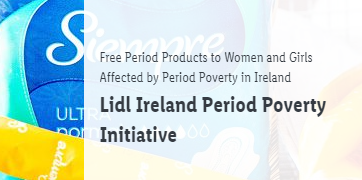 Siempre
Free Period Products to Women and Girls
Affected by Period Poverty in Ireland
Lidl Ireland Period Poverty
Initiative
ULTRA